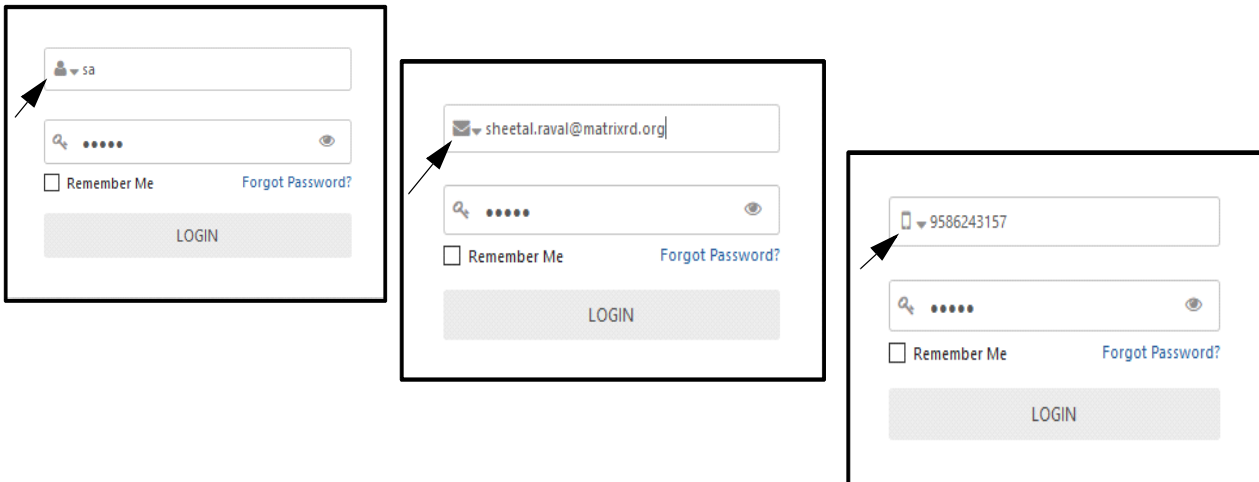 sa
•••••
Remember Me Forgot Password?
LOGIN
sheetal.raval@matrixrd.org
•••••
Remember Me Forgot Password?
LOGIN
9586243157
•••••
Remember Me Forgot Password?
LOGIN